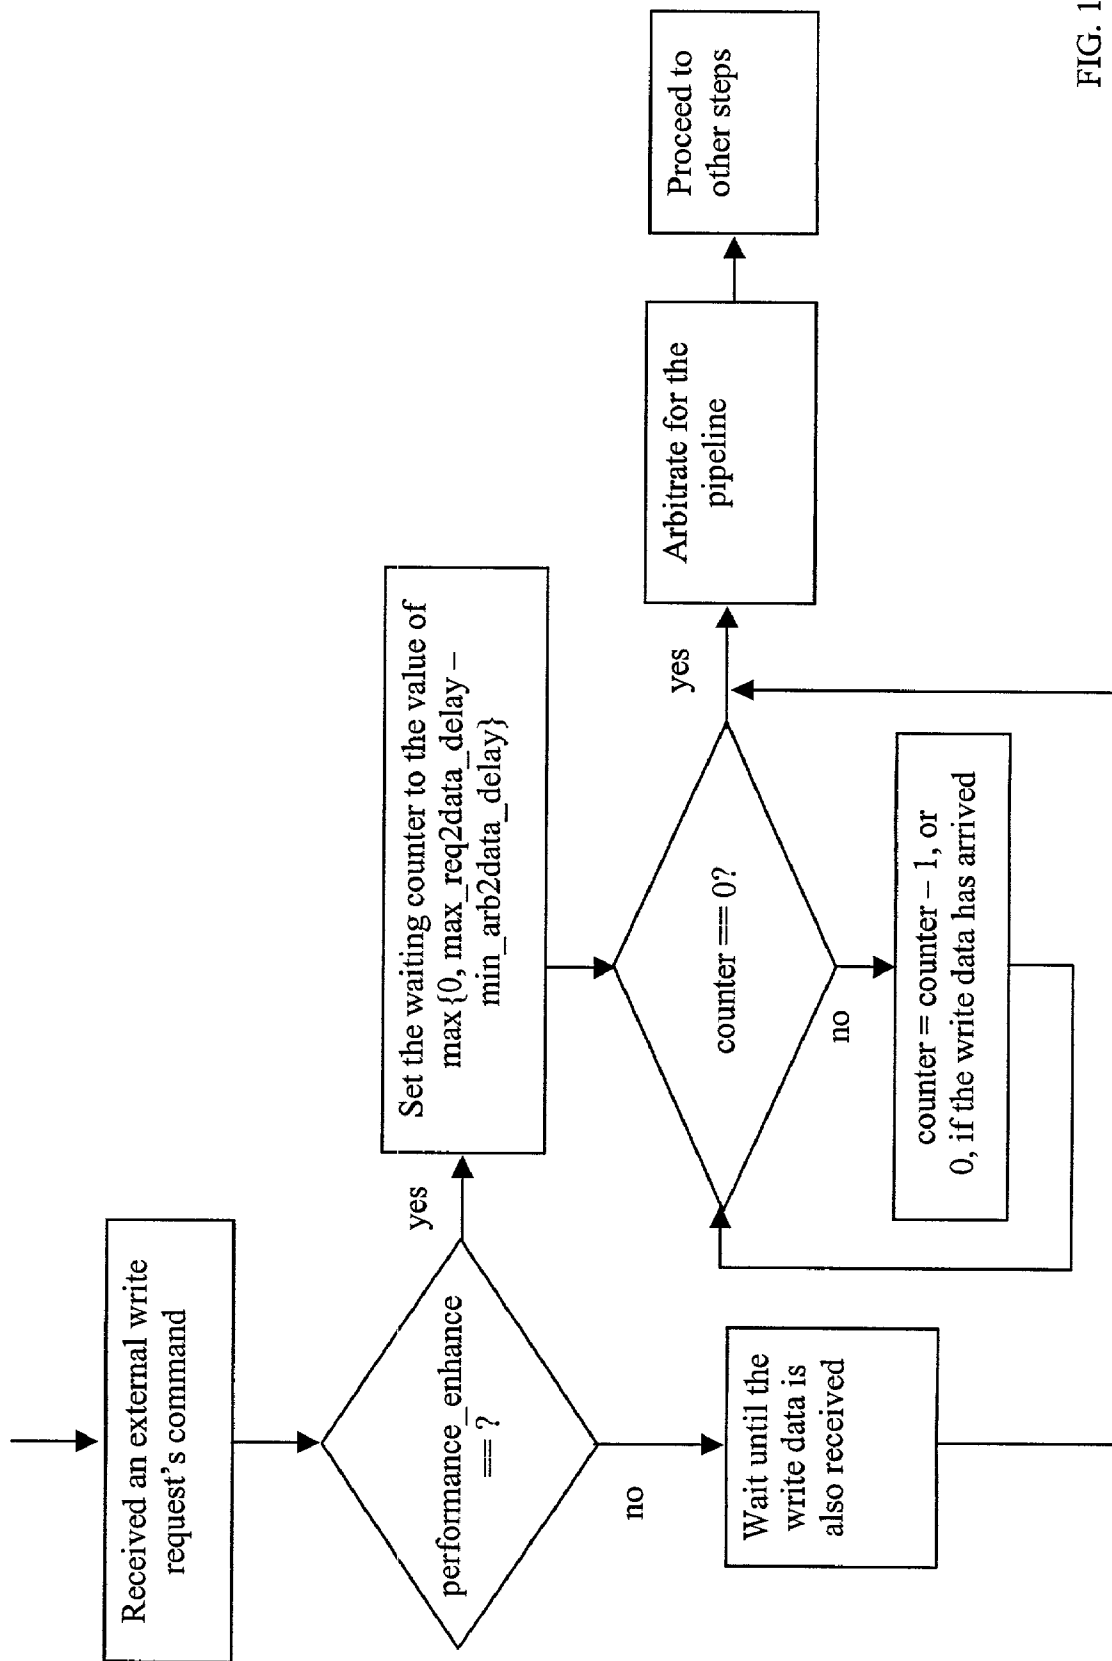 Received an external write
request's command
performance_enhance
== ?
yes
no
Set the waiting counter to the value of
max{0, max_req2data_delay –
min_arb2data_delay}
Wait until the
write data is
also received
counter == 0?
yes
no
counter = counter – 1, or
0, if the write data has arrived
Arbitrate for the
pipeline
Proceed to
other steps
FIG. 1